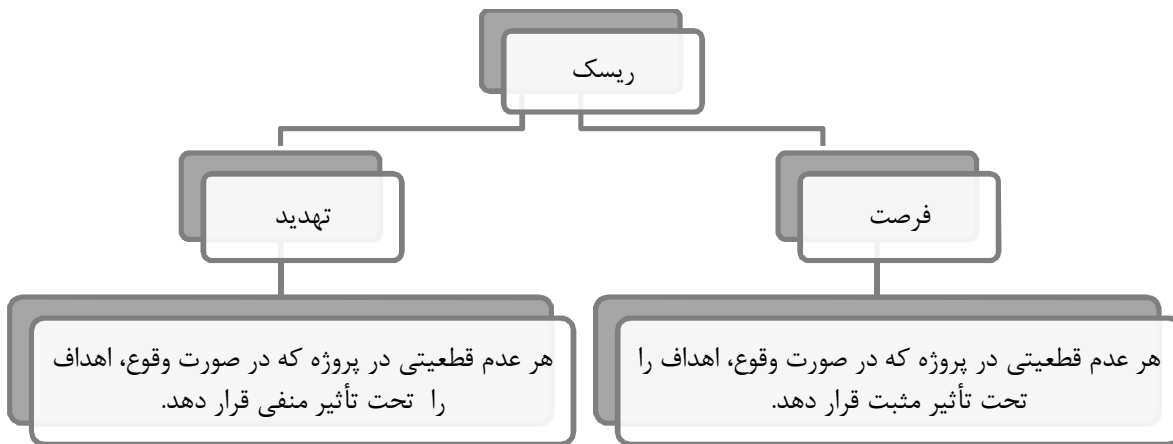 ریسک
فرصت
تهدید
هر عدم قطعیتی در پروژه که در صورت وقوع، اهداف را
تحت تأثیر مثبت قرار دهد.
هر عدم قطعیتی در پروژه که در صورت وقوع، اهداف
را تحت تأثیر منفی قرار دهد.